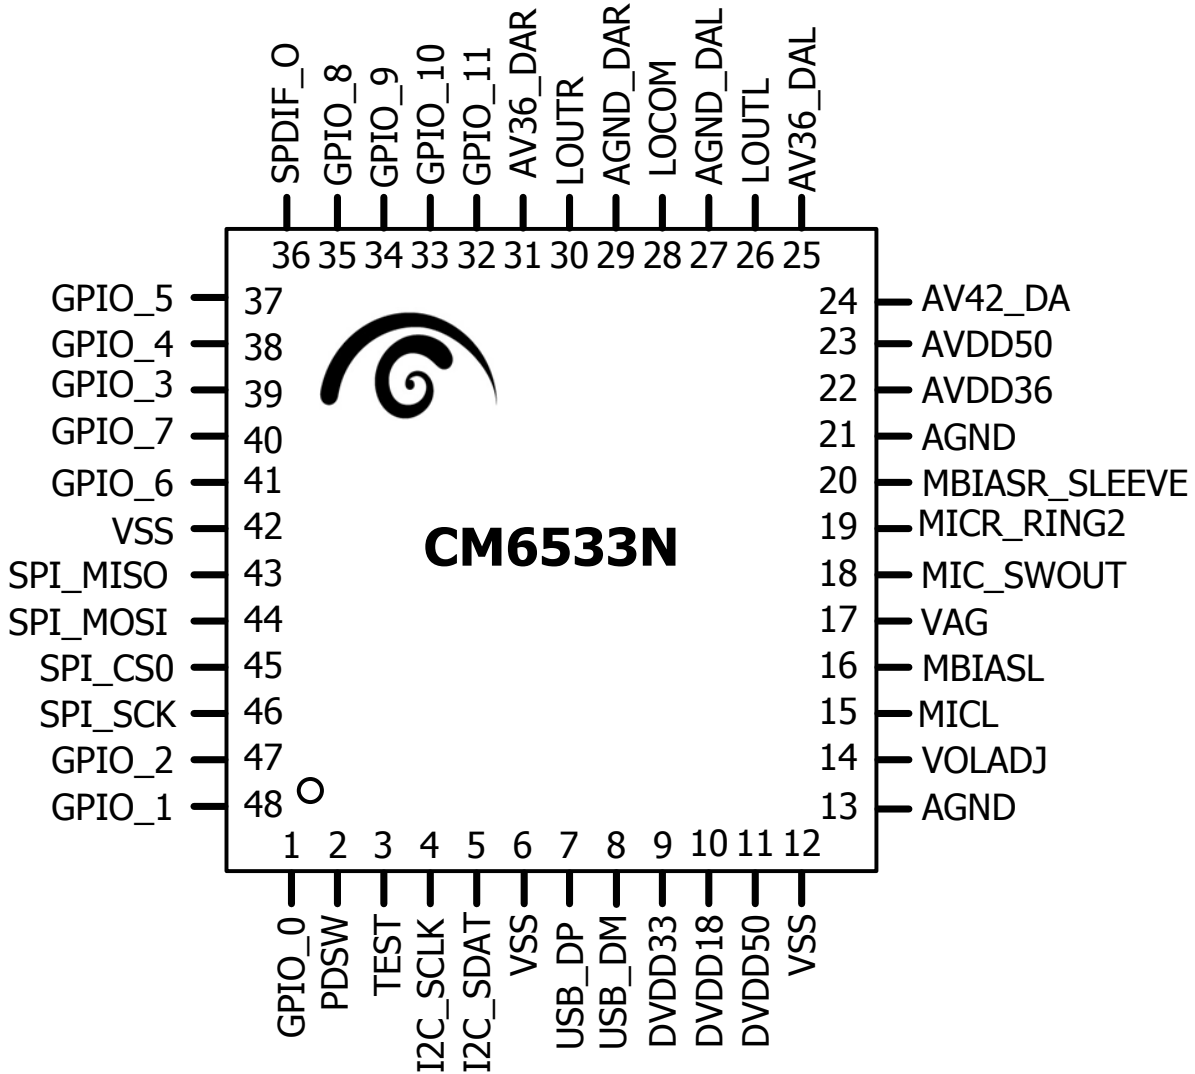 SPDIF_O
GPIO_8
GPIO_9
GPIO_10
GPIO_11
AV36_DAR
LOUTR
AGND_DAR
LOCOM
AGND_DAL
LOUTL
AV36_DAL
36 35 34 33 32 31 30 29 28 27 26 25
GPIO_5 37
GPIO_4 38
GPIO_3 39
GPIO_7 40
GPIO_6 41
VSS 42
SPI_MISO 43
SPI_MOSI 44
SPI_CS0 45
SPI_SCK 46
GPIO_2 47
GPIO_1 48
CM6533N
24 AV42_DA
23 AVDD50
22 AVDD36
21 AGND
20 MBIASR_SLEEVE
19 MICR_RING2
18 MIC_SWOUT
17 VAG
16 MBIASL
15 MICL
14 VOLADJ
13 AGND
1 2 3 4 5 6 7 8 9 10 11 12
GPIO_0
PDSW
TEST
I2C_SCLK
I2C_SDAT
VSS
USB_DP
USB_DM
DVDD33
DVDD18
DVDD50
VSS